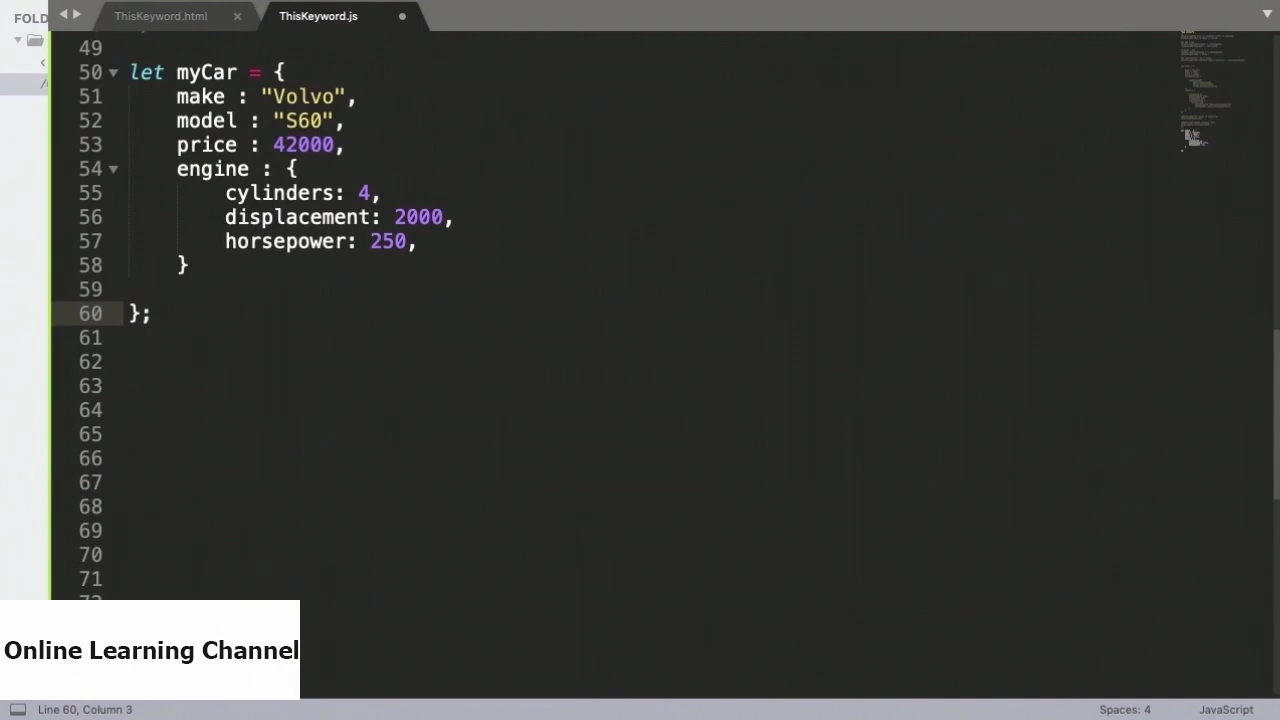 FOLD
ThisKeyword.html ×
ThisKeyword.js
49
50 let myCar = {
51 make : "Volvo",
52 model : "S60",
53 price : 42000,
54 engine : {
55 cylinders: 4,
56 displacement: 2000,
57 horsepower: 250,
58 }
59
60 };
61
62
63
64
65
66
67
68
69
70
71
Online Learning Channel
Line 60, Column 3
Spaces: 4
JavaScript